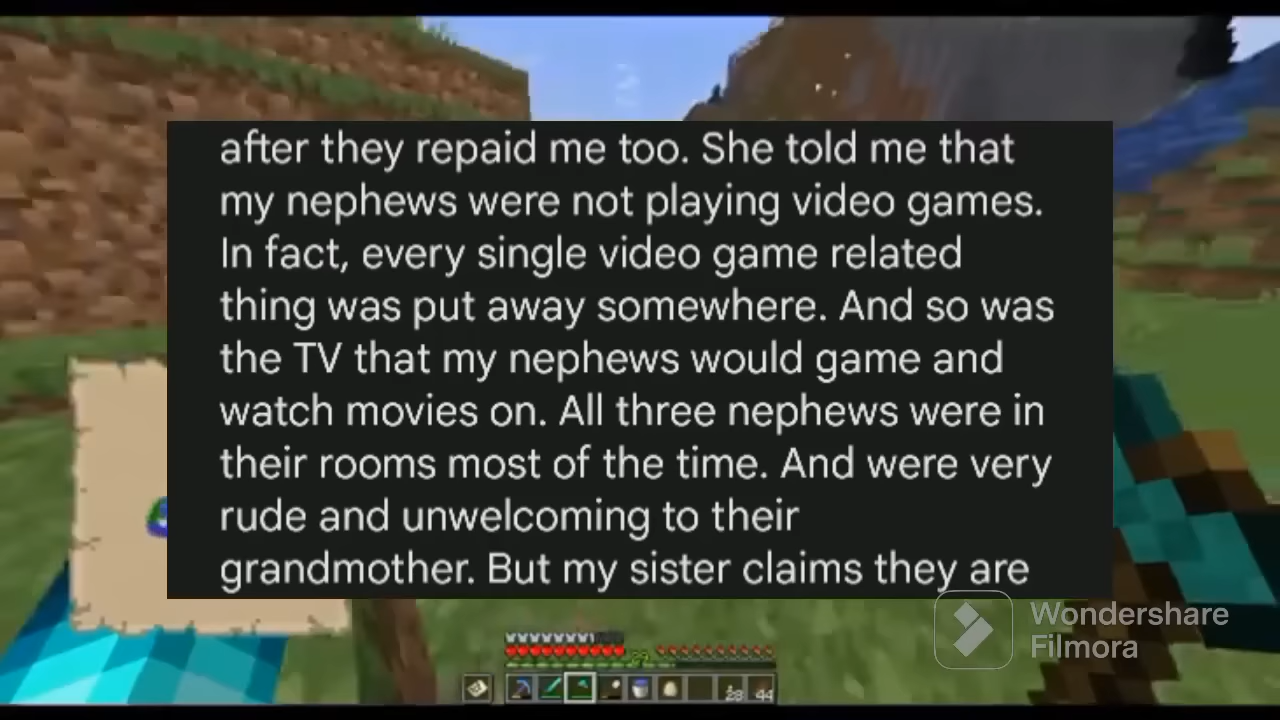 after they repaid me too. She told me that
my nephews were not playing video games.
In fact, every single video game related
thing was put away somewhere. And so was
the TV that my nephews would game and
watch movies on. All three nephews were in
their rooms most of the time. And were very
rude and unwelcoming to their
grandmother. But my sister claims they are
Wondershare
Filmora
29
28 44